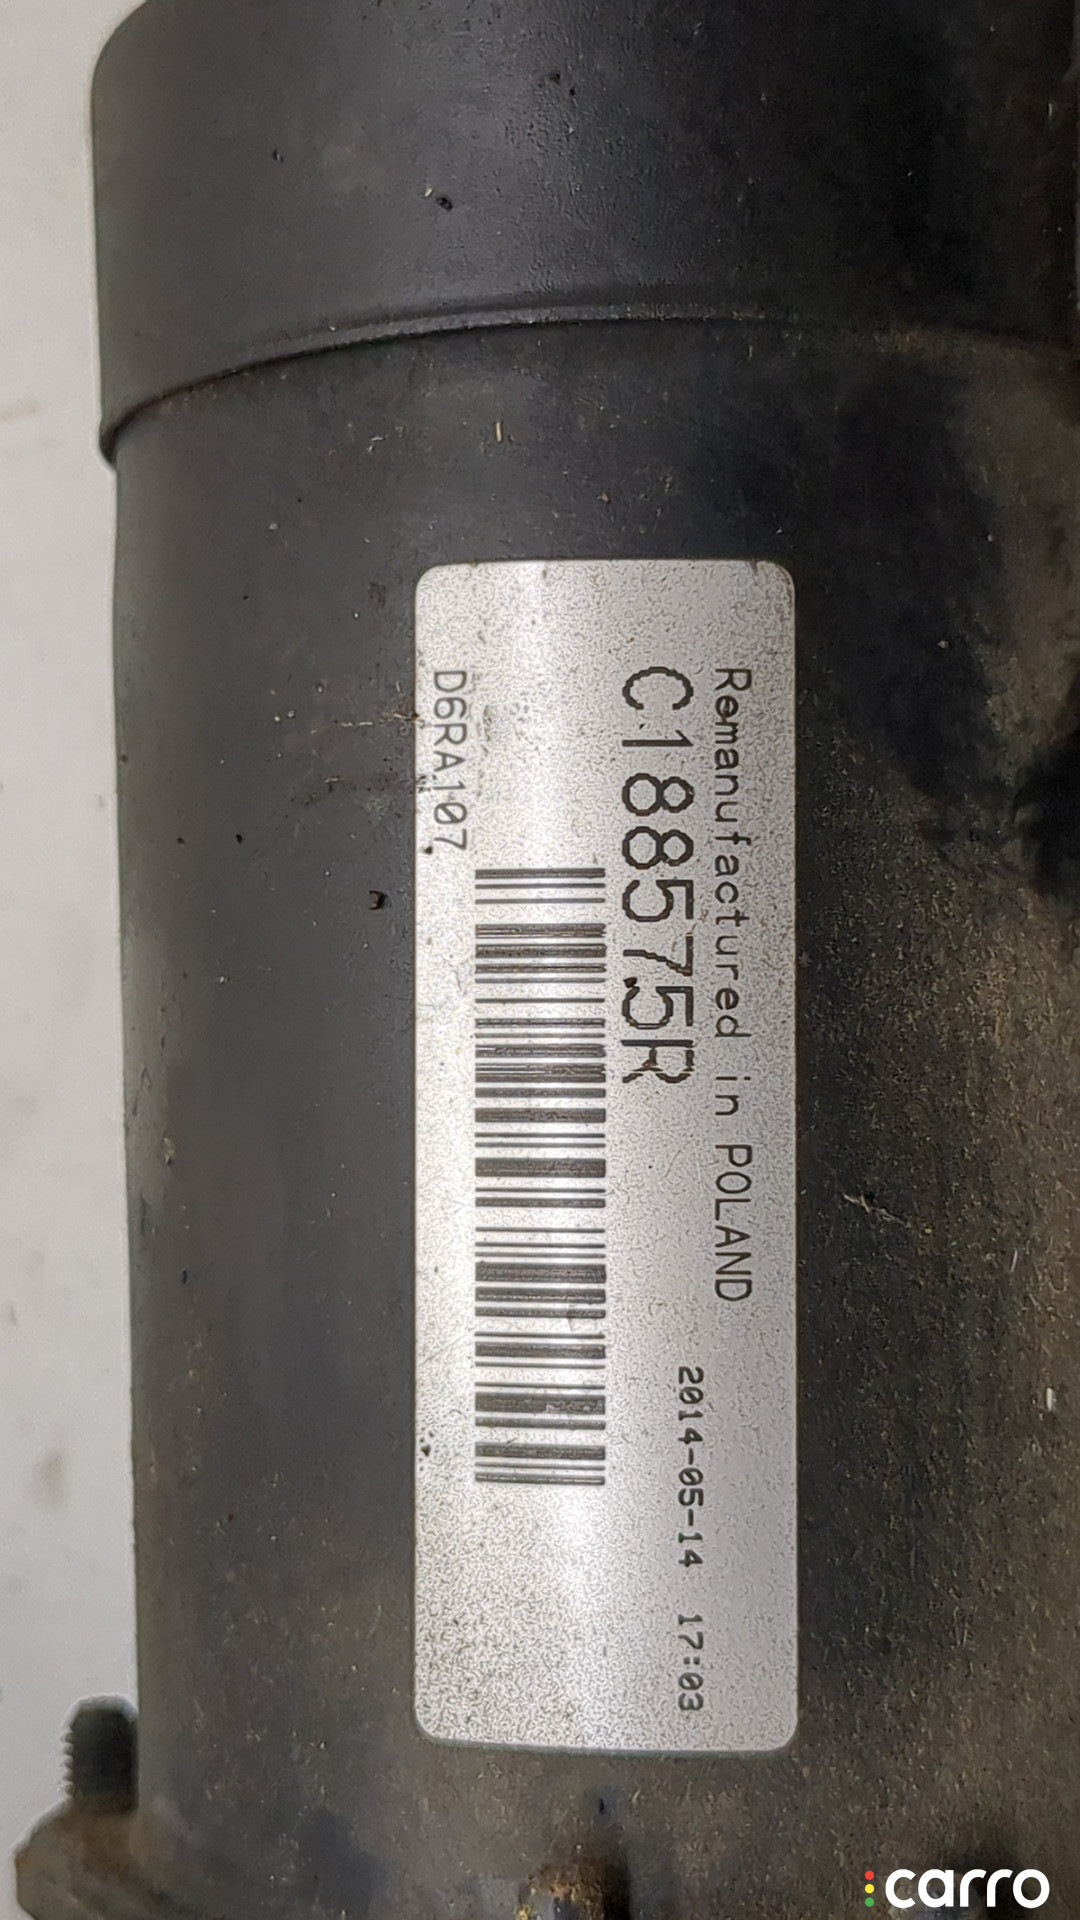 Remanufactured in POLAND
C188575R
2014-05-14 17:03
D6RA107
carro